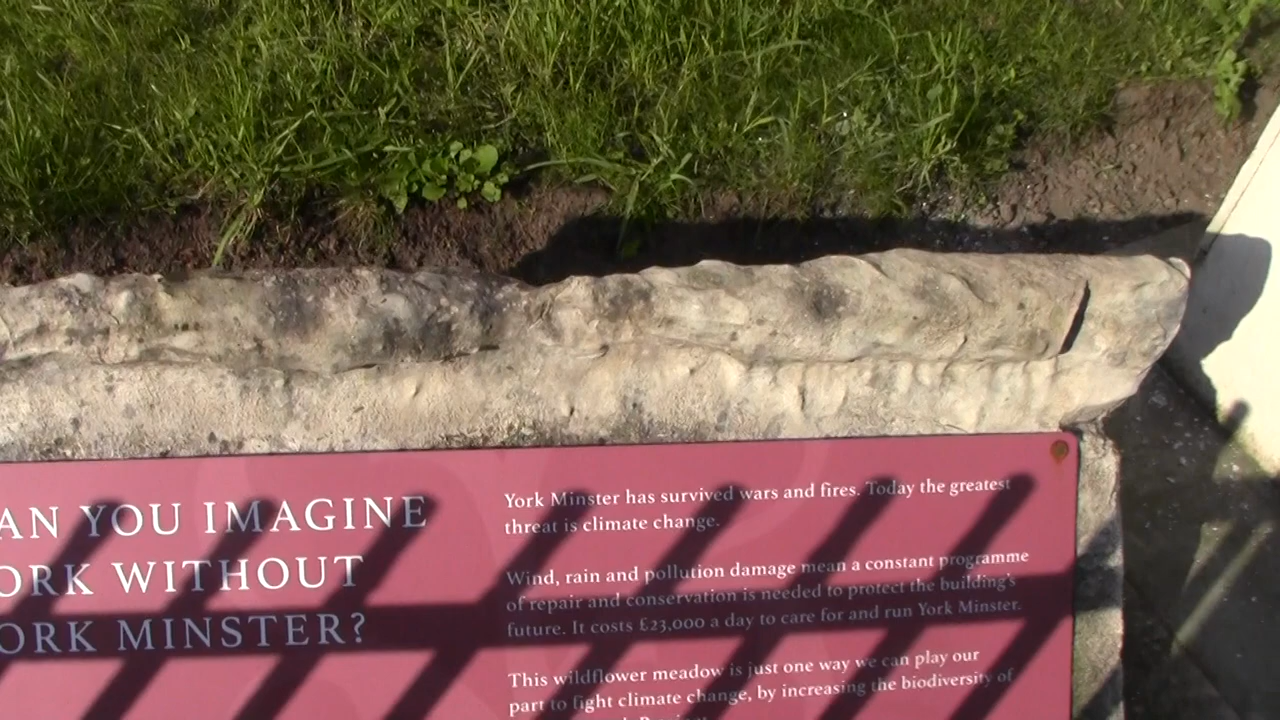 AN YOU IMAGINE
ORK WITHOUT
ORK MINSTER?
York Minster has survived wars and fires. Today the greatest
threat is climate change.
Wind, rain and pollution damage mean a constant programme
of repair and conservation is needed to protect the building's
future. It costs £23,000 a day to care for and run York Minster.
This wildflower meadow is just one way we can play our
part to fight climate change, by increasing the biodiversity of